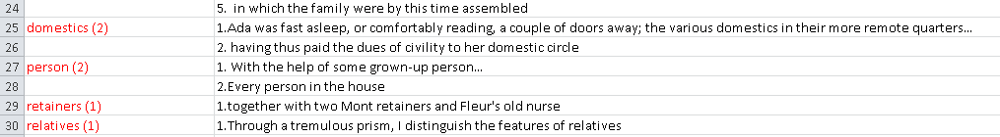 24 5. in which the family were by this time assembled
25 domestics (2) 1.Ada was fast asleep, or comfortably reading, a couple of doors away; the various domestics in their more remote quarters...
26 2. having thus paid the dues of civility to her domestic circle
27 person (2) 1. With the help of some grown-up person...
28 2.Every person in the house
29 retainers (1) 1.together with two Mont retainers and Fleur's old nurse
30 relatives (1) 1.Through a tremulous prism, I distinguish the features of relatives